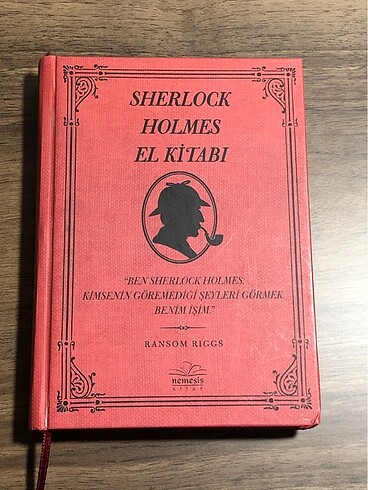 SHERLOCK
HOLMES
EL KİTABI
“BEN SHERLOCK HOLMES.
KİMSENİN GÖREMEDİĞİ ŞEYLERİ GÖRMEK
BENİM İŞİM.”
RANSOM RIGGS
nemesis
KİTAP